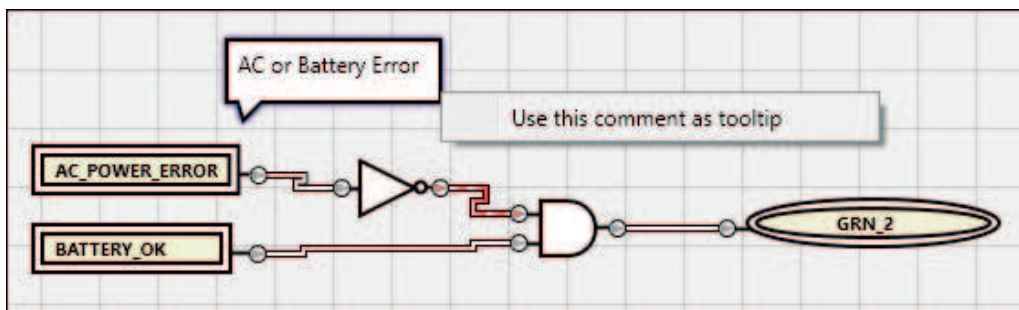 AC or Battery Error
Use this comment as tooltip
AC_POWER_ERROR
BATTERY_OK
GRN_2